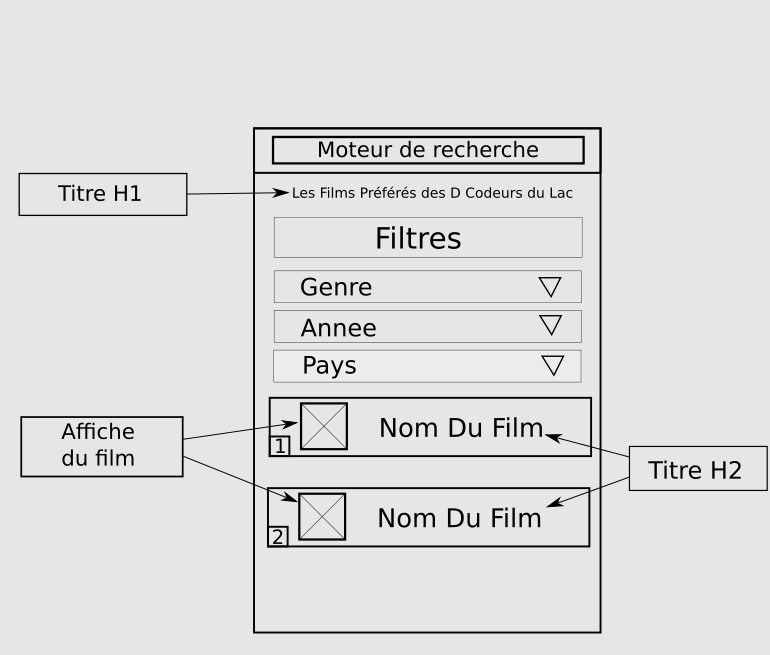 Moteur de recherche
Titre H1
Les Films Préférés des D Codeurs du Lac
Filtres
Genre
Annee
Pays
Affiche
du film
Nom Du Film
1
Titre H2
Nom Du Film
2